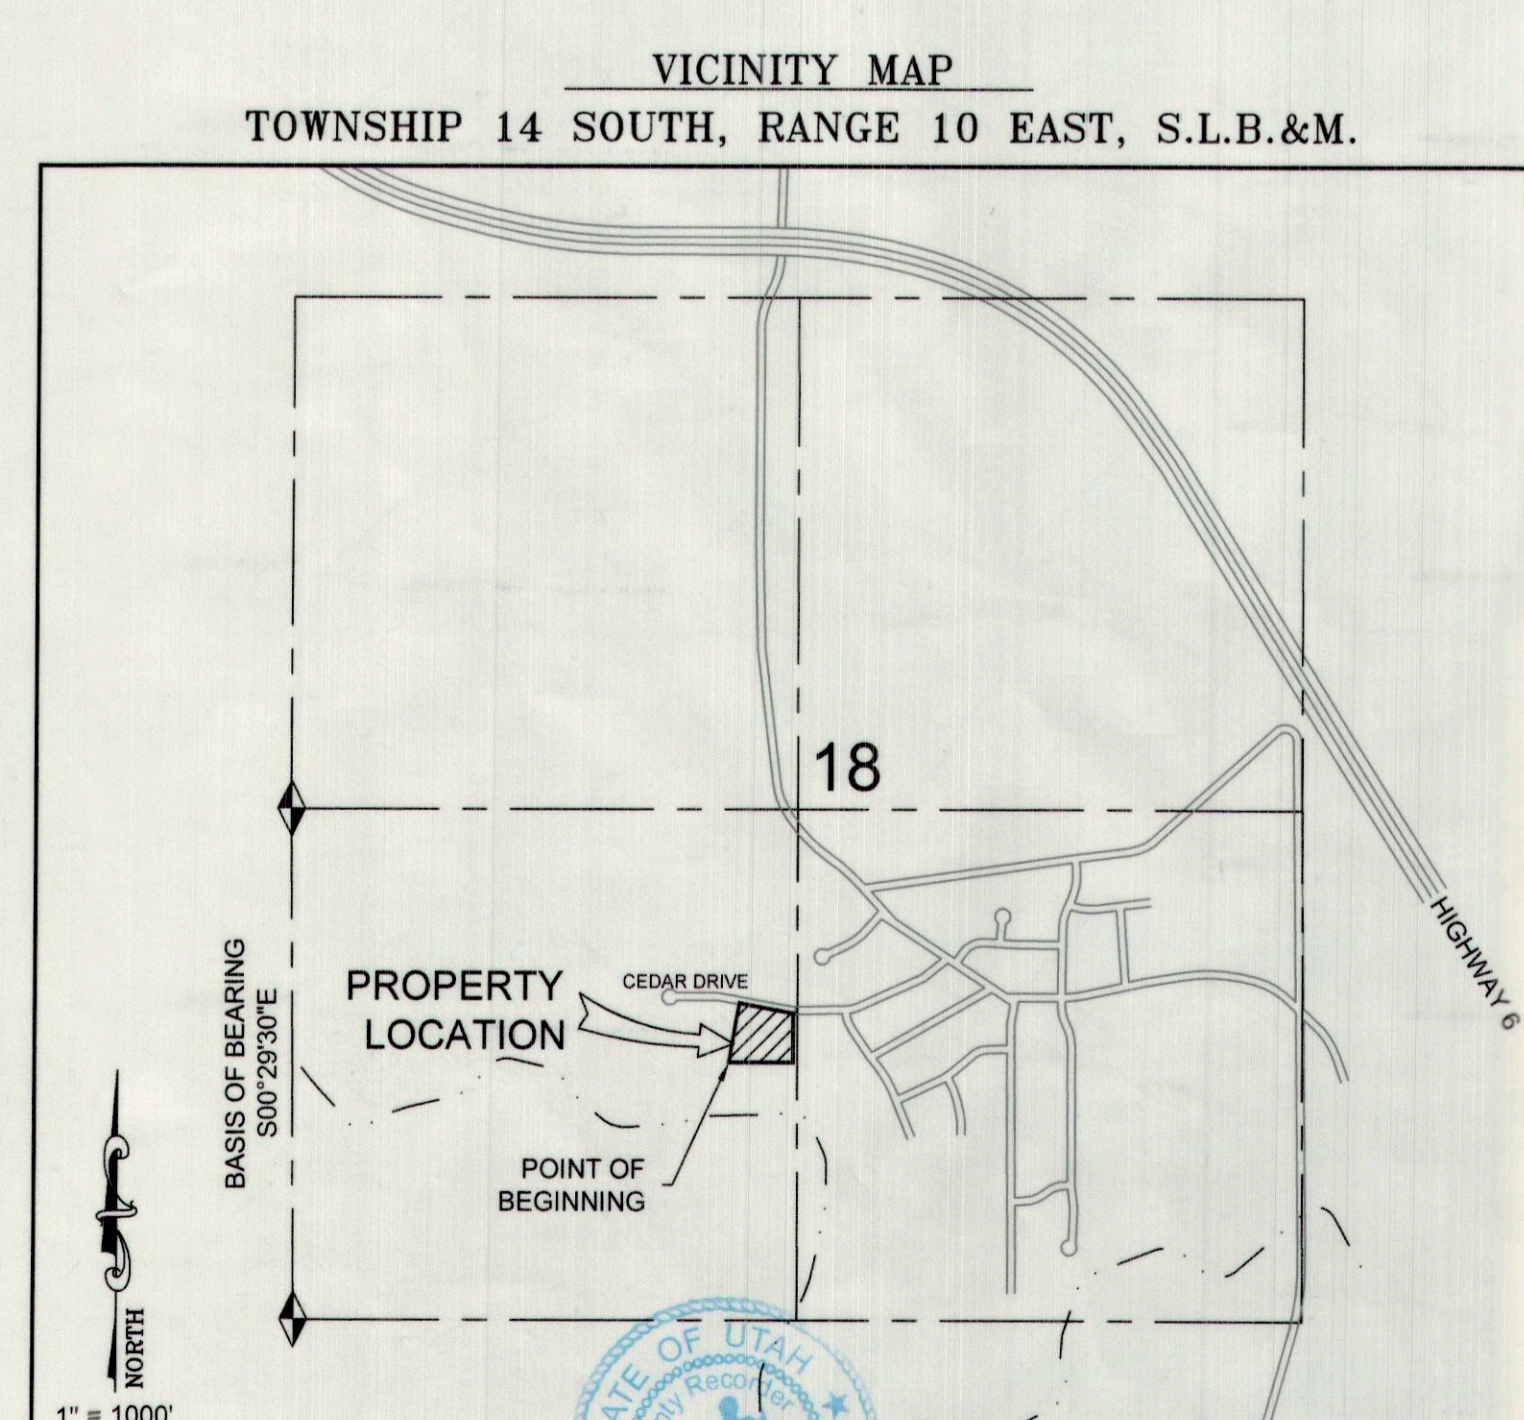 VICINITY MAP
TOWNSHIP 14 SOUTH, RANGE 10 EAST, S.L.B.&M.
18
HIGHWAY 6
BASIS OF BEARING
S00°29'30"E
PROPERTY
LOCATION
CEDAR DRIVE
POINT OF
BEGINNING
NORTH
1" = 1000'
OF UTAH
Recorder